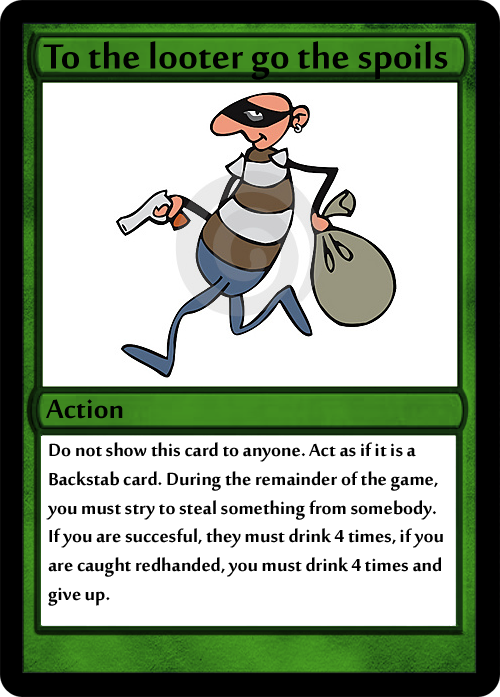 To the looter go the spoils
Action
Do not show this card to anyone. Act as if it is a
Backstab card. During the remainder of the game,
you must stry to steal something from somebody.
If you are succesful, they must drink 4 times, if you
are caught redhanded, you must drink 4 times and
give up.